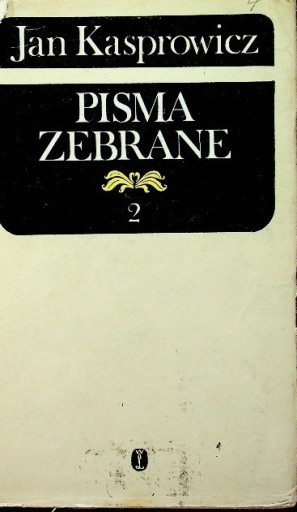 Jan Kasprowicz
PISMA
ZEBRANE
2